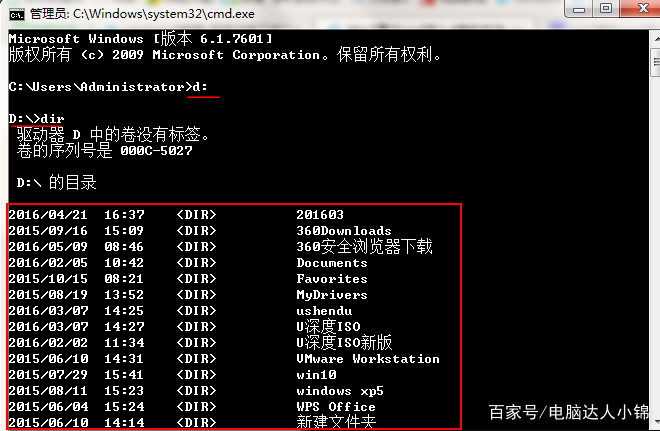 管理员: C:\Windows\system32\cmd.exe
Microsoft Windows [版本 6.1.7601]
版权所有 (c) 2009 Microsoft Corporation。保留所有权利。
C:\Users\Administrator>d:
D:\>dir
驱动器 D 中的卷没有标签。
卷的序列号是 000C-5027
D:\ 的目录
2016/04/21  16:37    <DIR>          201603
2015/09/16  15:09    <DIR>          360Downloads
2016/05/09  08:46    <DIR>          360安全浏览器下载
2016/02/05  10:42    <DIR>          Documents
2015/10/15  08:21    <DIR>          Favorites
2015/08/19  13:52    <DIR>          MyDrivers
2016/03/07  14:25    <DIR>          ushendu
2016/03/07  14:27    <DIR>          U深度ISO
2016/02/02  11:34    <DIR>          U深度ISO新版
2015/06/10  14:31    <DIR>          VMware Workstation
2015/07/29  15:41    <DIR>          win10
2015/08/11  15:23    <DIR>          windows xp5
2015/06/04  15:24    <DIR>          WPS Office
2015/06/10  14:14    <DIR>          新建文件夹
百家号/电脑达人小锦